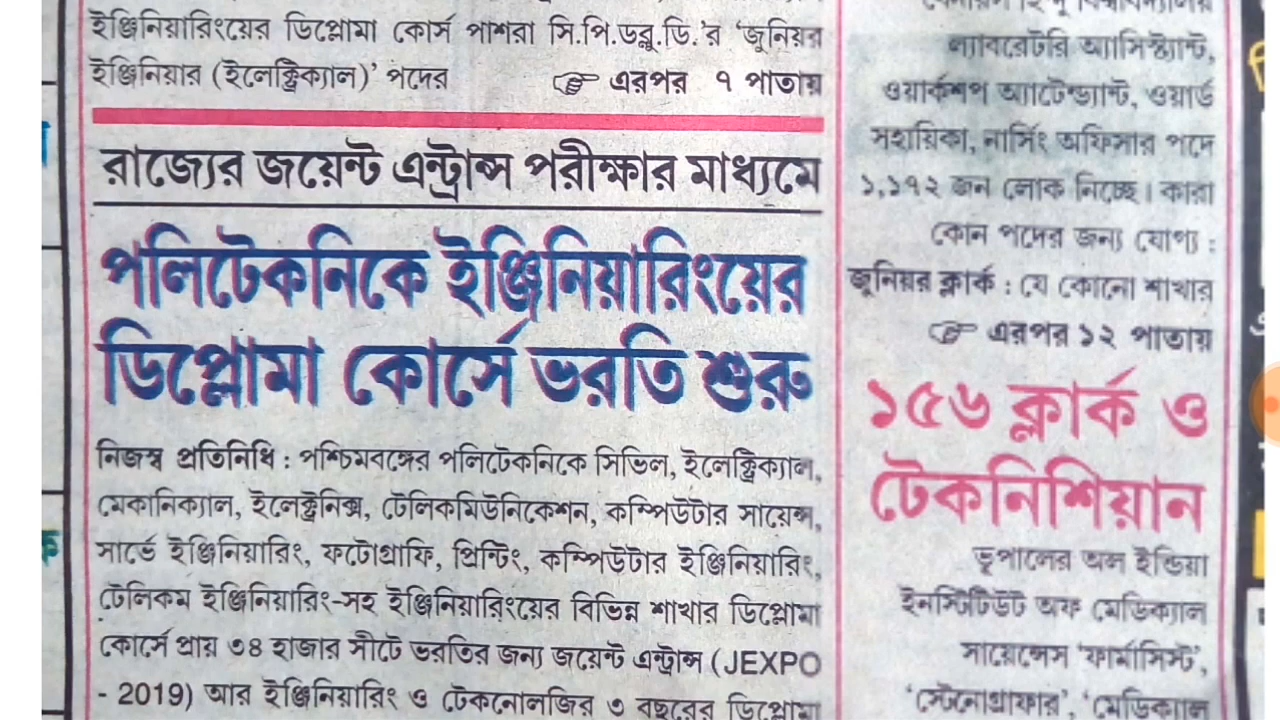 ইঞ্জিনিয়ারিংয়ের ডিপ্লোমা কোর্স পাশরা সি.পি.ডব্লু.ডি.'র 'জুনিয়র
ইঞ্জিনিয়ার (ইলেক্ট্রিক্যাল)' পদের
এরপর ৭ পাতায়
রাজ্যের জয়েন্ট এন্ট্রান্স পরীক্ষার মাধ্যমে
পলিটেকনিকে ইঞ্জিনিয়ারিংয়ের
ডিপ্লোমা কোর্সে ভরতি শুরু
নিজস্ব প্রতিনিধি : পশ্চিমবঙ্গের পলিটেকনিকে সিভিল, ইলেক্ট্রিক্যাল,
মেকানিক্যাল, ইলেক্ট্রনিক্স, টেলিকমিউনিকেশন, কম্পিউটার সায়েন্স,
সার্ভে ইঞ্জিনিয়ারিং, ফটোগ্রাফি, প্রিন্টিং, কম্পিউটার ইঞ্জিনিয়ারিং,
টেলিকম ইঞ্জিনিয়ারিং-সহ ইঞ্জিনিয়ারিংয়ের বিভিন্ন শাখার ডিপ্লোমা
কোর্সে প্রায় ৩৪ হাজার সীটে ভরতির জন্য জয়েন্ট এন্ট্রান্স (JEXPO
- 2019) আর ইঞ্জিনিয়ারিং ও টেকনোলজির ৩ বছরের ডিপ্লোমা
ল্যাবরেটরি অ্যাসিস্ট্যান্ট,
ওয়ার্কশপ অ্যাটেন্ড্যান্ট, ওয়ার্ড
সহায়িকা, নার্সিং অফিসার পদে
১,১৭২ জন লোক নিচ্ছে। কারা
কোন পদের জন্য যোগ্য :
জুনিয়র ক্লার্ক : যে কোনো শাখার
এরপর ১২ পাতায়
১৫৬ ক্লার্ক ও
টেকনিশিয়ান
ভূপালের অল ইন্ডিয়া
ইনস্টিটিউট অফ মেডিক্যাল
সায়েন্সেস 'ফার্মাসিস্ট',
'স্টেনোগ্রাফার', 'মেডিক্যাল